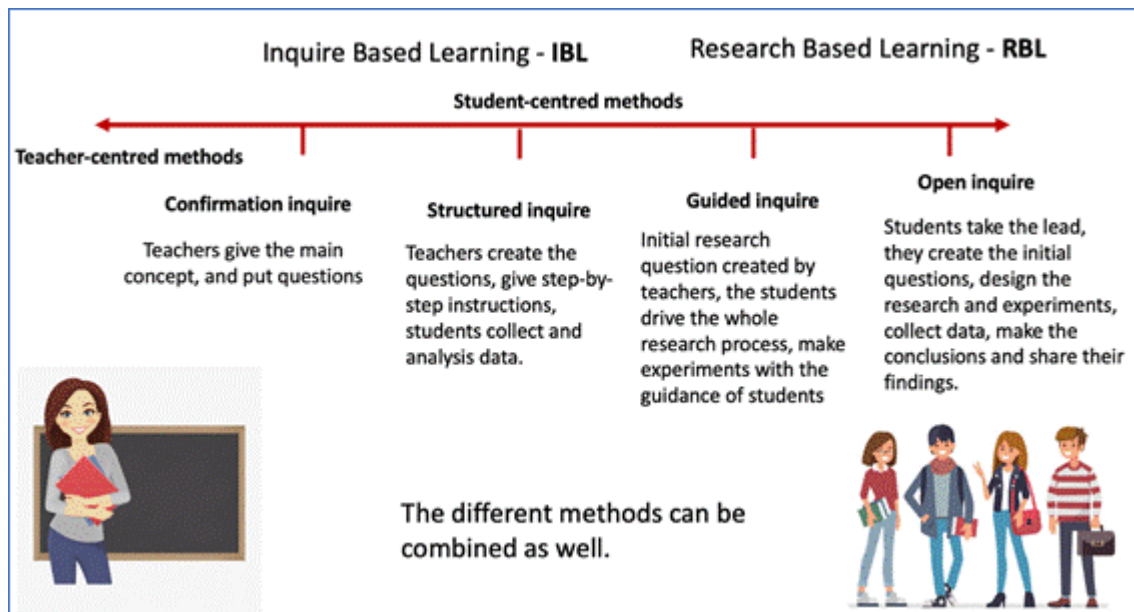 Inquire Based Learning - IBL
Research Based Learning - RBL
Student-centred methods
Teacher-centred methods
Confirmation inquire
Teachers give the main
concept, and put questions
Structured inquire
Teachers create the
questions, give step-by-
step instructions,
students collect and
analysis data.
Guided inquire
Initial research
question created by
teachers, the students
drive the whole
research process, make
experiments with the
guidance of students
Open inquire
Students take the lead,
they create the initial
questions, design the
research and experiments,
collect data, make the
conclusions and share their
findings.
The different methods can be
combined as well.